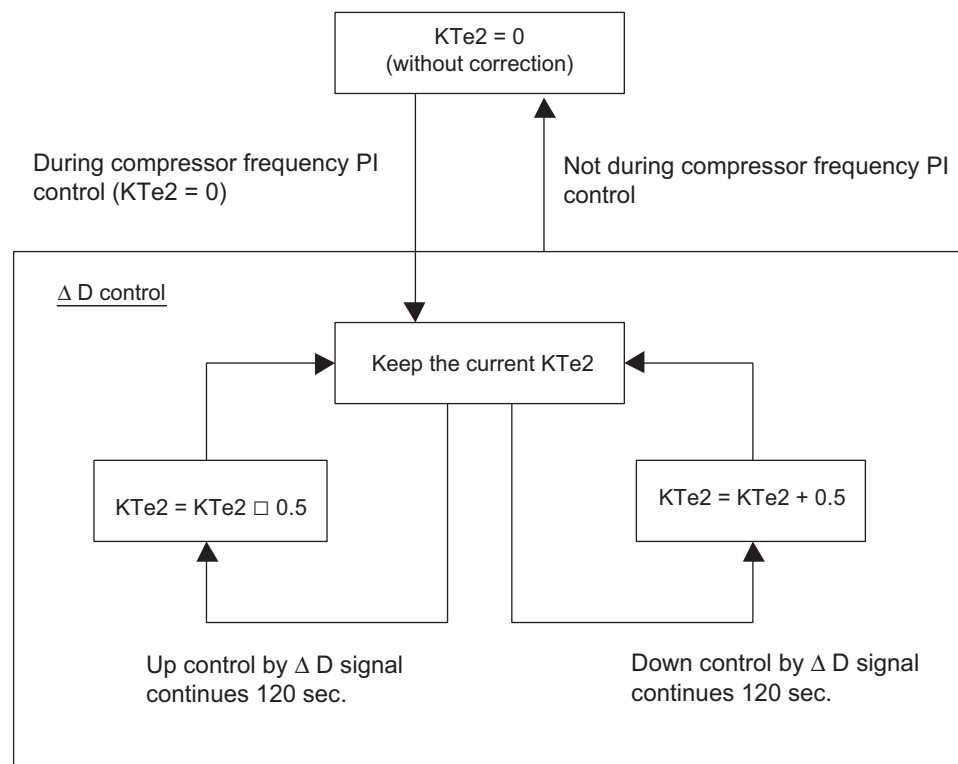 KTe2 = 0
(without correction)
During compressor frequency PI
control (KTe2 = 0)
Not during compressor frequency PI
control
Δ D control
Keep the current KTe2
KTe2 = KTe2 □ 0.5
KTe2 = KTe2 + 0.5
Up control by Δ D signal
continues 120 sec.
Down control by Δ D signal
continues 120 sec.